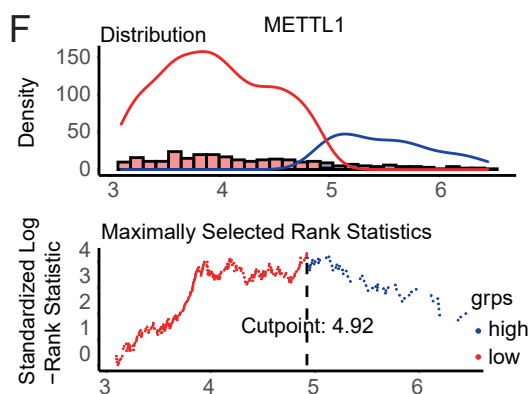 F
METTL1
Distribution
Density
150
100
50
0
3 4 5 6
Maximally Selected Rank Statistics
Standardized Log
−Rank Statistic
4
3
2
1
0
Cutpoint: 4.92
grps
high
low
3 4 5 6